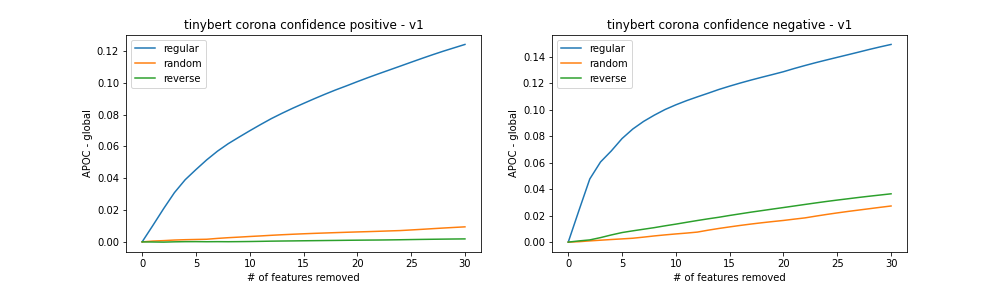 tinybert corona confidence positive - v1
APOC - global
0.12
0.10
0.08
0.06
0.04
0.02
0.00
regular
random
reverse
0 5 10 15 20 25 30
# of features removed
tinybert corona confidence negative - v1
APOC - global
0.14
0.12
0.10
0.08
0.06
0.04
0.02
0.00
regular
random
reverse
0 5 10 15 20 25 30
# of features removed